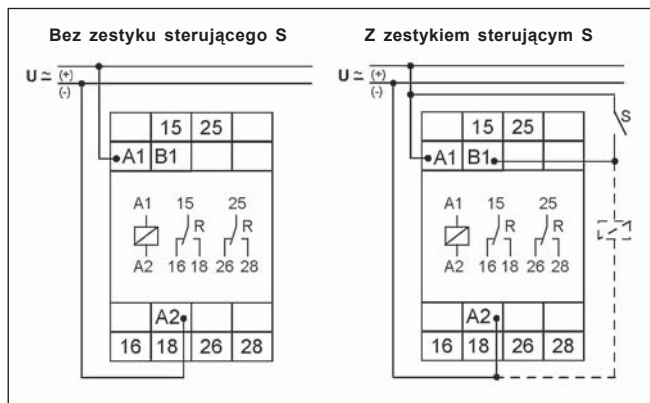 Bez zestyku sterującego S
U ≃ (+)
(-)
15 25
A1 B1
A1 15 25
R R
A2 16 18 26 28
A2
16 18 26 28
Z zestykiem sterującym S
U ≃ (+)
(-)
S
15 25
A1 B1
A1 15 25
R R
A2 16 18 26 28
A2
16 18 26 28